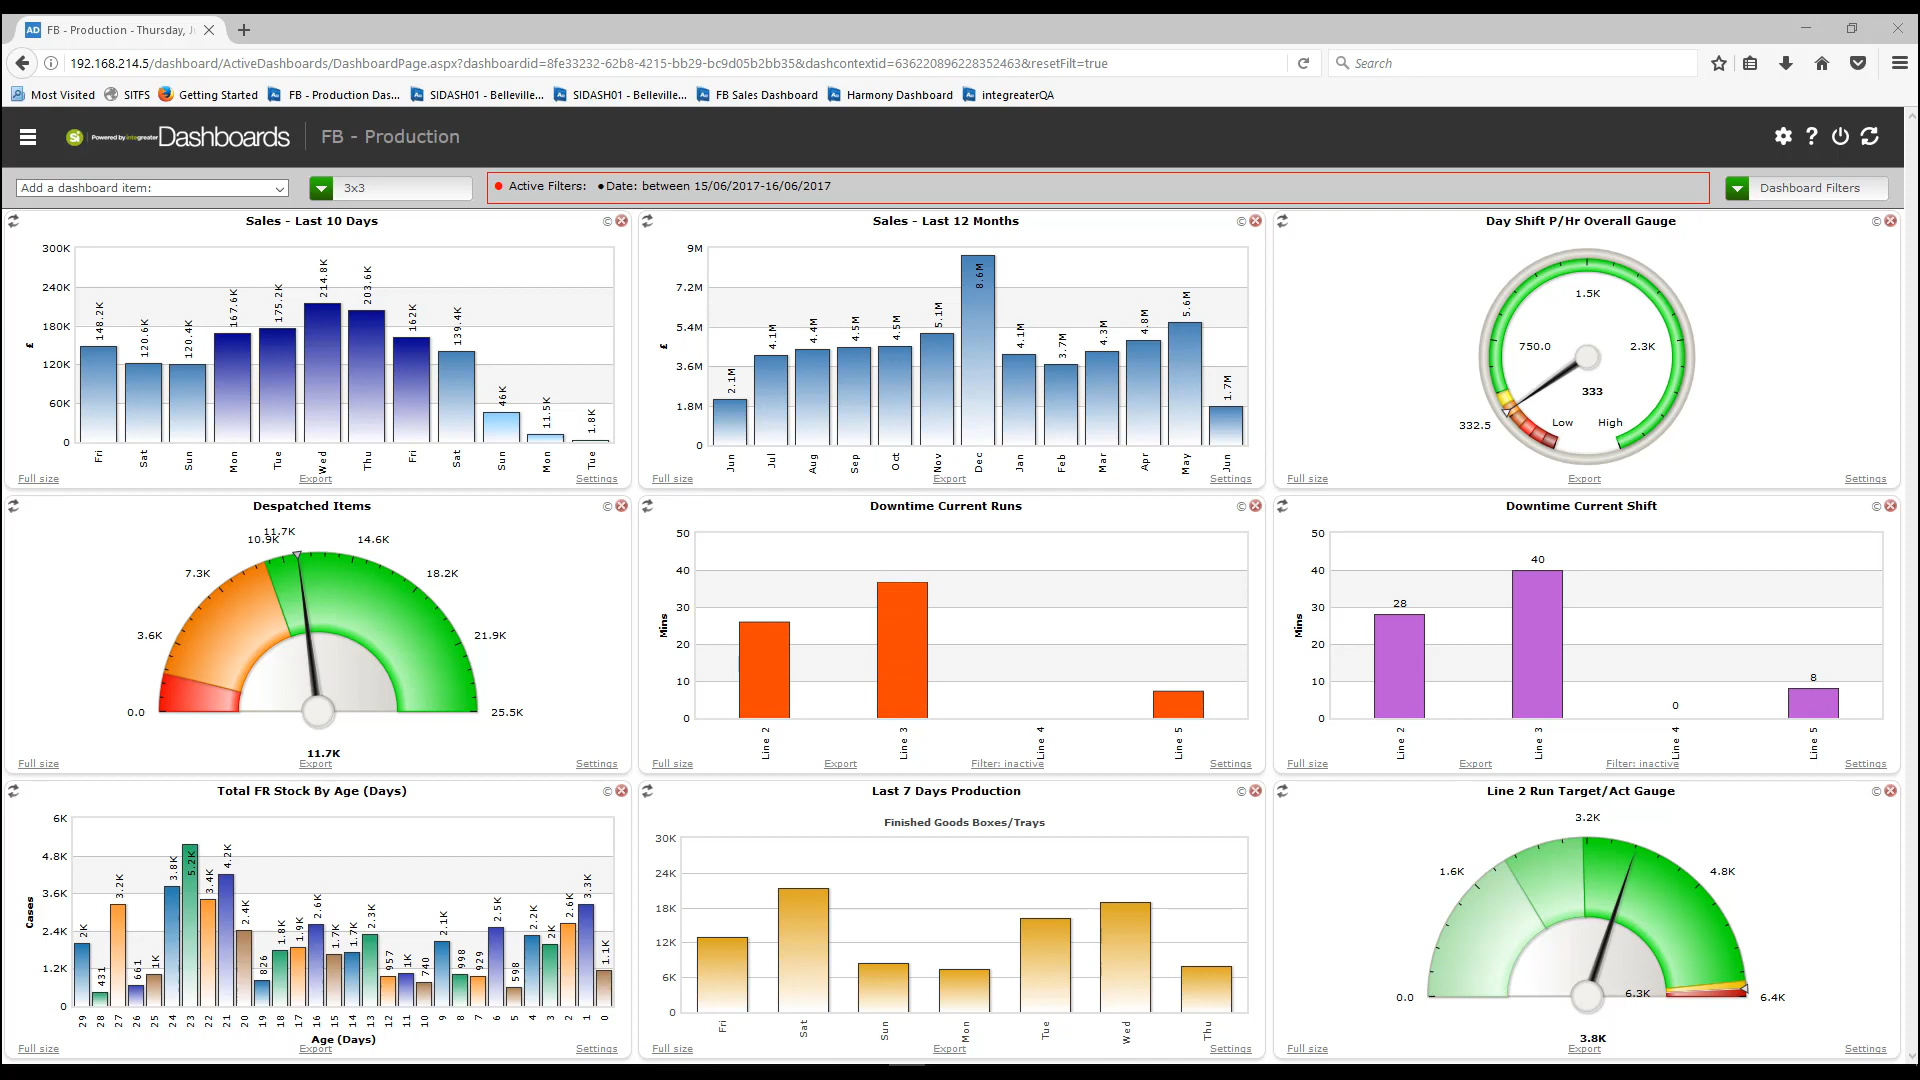 FB - Production - Thursday, J
192.168.214.5/dashboard/ActiveDashboards/DashboardPage.aspx?dashboardid=8fe33232-62b8-4215-bb29-bc9d05b2bb35&dashcontextid=636220896228352463&resetFilt=true
Search
Most Visited SITFS Getting Started FB - Production Das... SIDASH01 - Belleville... SIDASH01 - Belleville... FB Sales Dashboard Harmony Dashboard integreaterQA
Si Powered by integreater Dashboards FB - Production
Add a dashboard item: 3x3 Active Filters: •Date: between 15/06/2017-16/06/2017 Dashboard Filters
Sales - Last 10 Days
£
300K
240K
180K
120K
60K
0
148.2K 120.6K 120.4K 167.6K 175.2K 214.8K 203.6K 162K 139.4K 46K 11.5K 1.8K
Fri Sat Sun Mon Tue Wed Thu Fri Sat Sun Mon Tue
Full size Export Settings
Sales - Last 12 Months
£
9M
7.2M
5.4M
3.6M
1.8M
0
2.1M 4.1M 4.4M 4.5M 4.5M 5.1M 8.6M 4.1M 3.7M 4.3M 4.8M 5.6M 1.7M
Jun Jul Aug Sep Oct Nov Dec Jan Feb Mar Apr May Jun
Full size Export Settings
Day Shift P/Hr Overall Gauge
1.5K
750.0 2.3K
333
332.5 Low High
Full size Export Settings
Despatched Items
11.7K
10.9K 14.6K
7.3K 18.2K
3.6K 21.9K
0.0 25.5K
11.7K
Full size Export Settings
Downtime Current Runs
Mins
50
40
30
20
10
0
Line 2 Line 3 Line 4 Line 5
Full size Export Filter: inactive Settings
Downtime Current Shift
Mins
50
40
30
20
10
0
28 40 0 8
Line 2 Line 3 Line 4 Line 5
Full size Export Filter: inactive Settings
Total FR Stock By Age (Days)
Cases
6K
4.8K
3.6K
2.4K
1.2K
0
2K 431 3.2K 661 1K 3.8K 5.2K 3.4K 4.2K 2.4K 826 1.8K 1.9K 2.6K 1.7K 1.7K 2.3K 957 1K 740 2.1K 998 929 2.5K 598 2.2K 2K 2.6K 3.3K 1.1K
29 28 27 26 25 24 23 22 21 20 19 18 17 16 15 14 13 12 11 10 9 8 7 6 5 4 3 2 1 0
Age (Days)
Full size Export Settings
Last 7 Days Production
Finished Goods Boxes/Trays
30K
24K
18K
12K
6K
0
Fri Sat Sun Mon Tue Wed Thu
Full size Export Settings
Line 2 Run Target/Act Gauge
3.2K
1.6K 4.8K
0.0 6.3K 6.4K
3.8K
Full size Export Settings